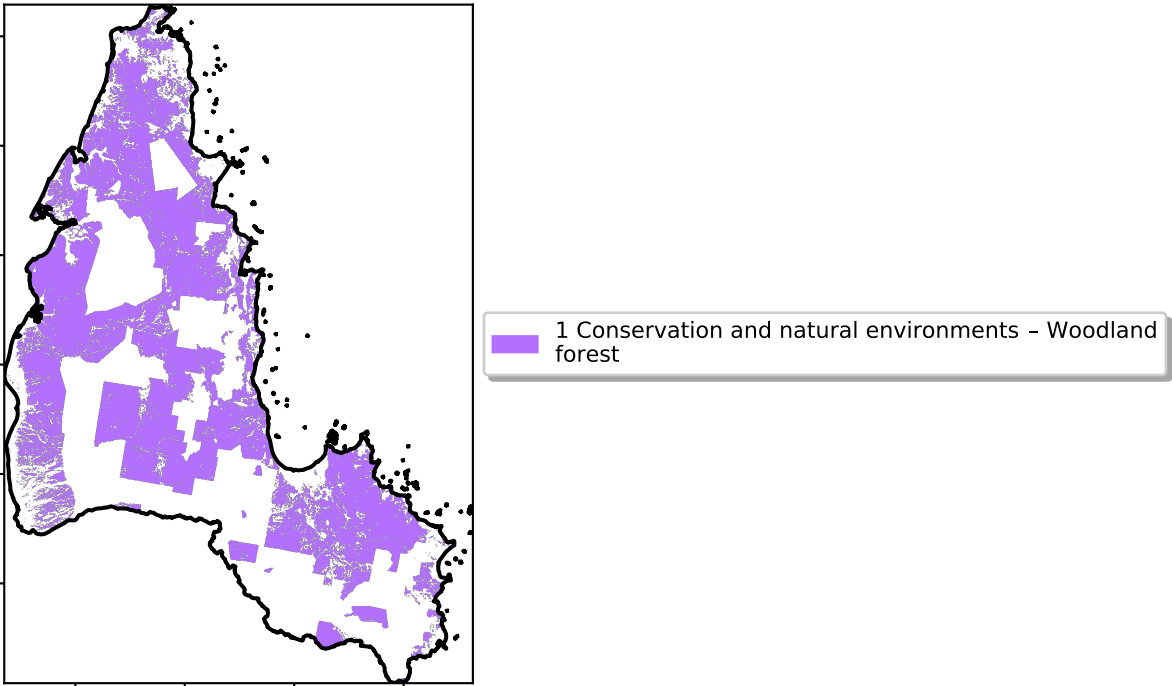 1 Conservation and natural environments – Woodland
forest